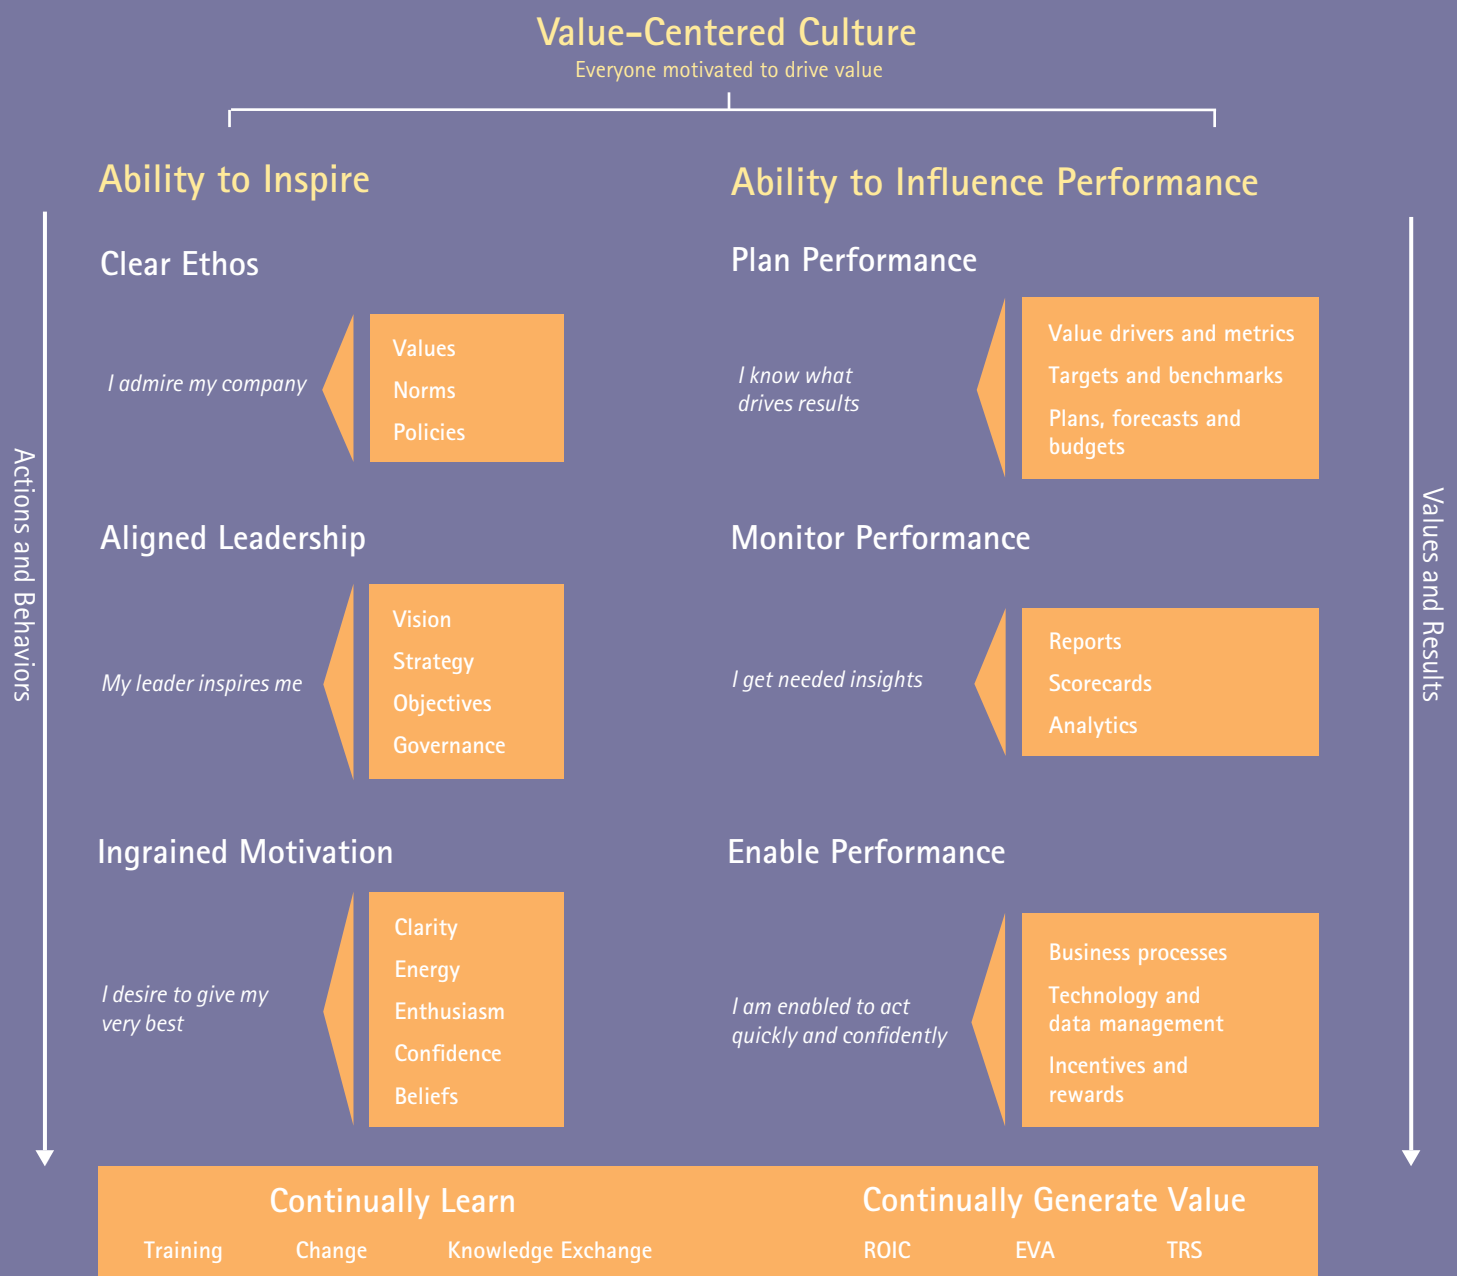 Value-Centered Culture
Everyone motivated to drive value
Ability to Inspire
Clear Ethos
I admire my company
Values
Norms
Policies
Aligned Leadership
My leader inspires me
Vision
Strategy
Objectives
Governance
Ingrained Motivation
I desire to give my
very best
Clarity
Energy
Enthusiasm
Confidence
Beliefs
Actions and Behaviors
Ability to Influence Performance
Plan Performance
I know what
drives results
Value drivers and metrics
Targets and benchmarks
Plans, forecasts and
budgets
Monitor Performance
I get needed insights
Reports
Scorecards
Analytics
Enable Performance
I am enabled to act
quickly and confidently
Business processes
Technology and
data management
Incentives and
rewards
Values and Results
Continually Learn
Training Change Knowledge Exchange
Continually Generate Value
ROIC EVA TRS